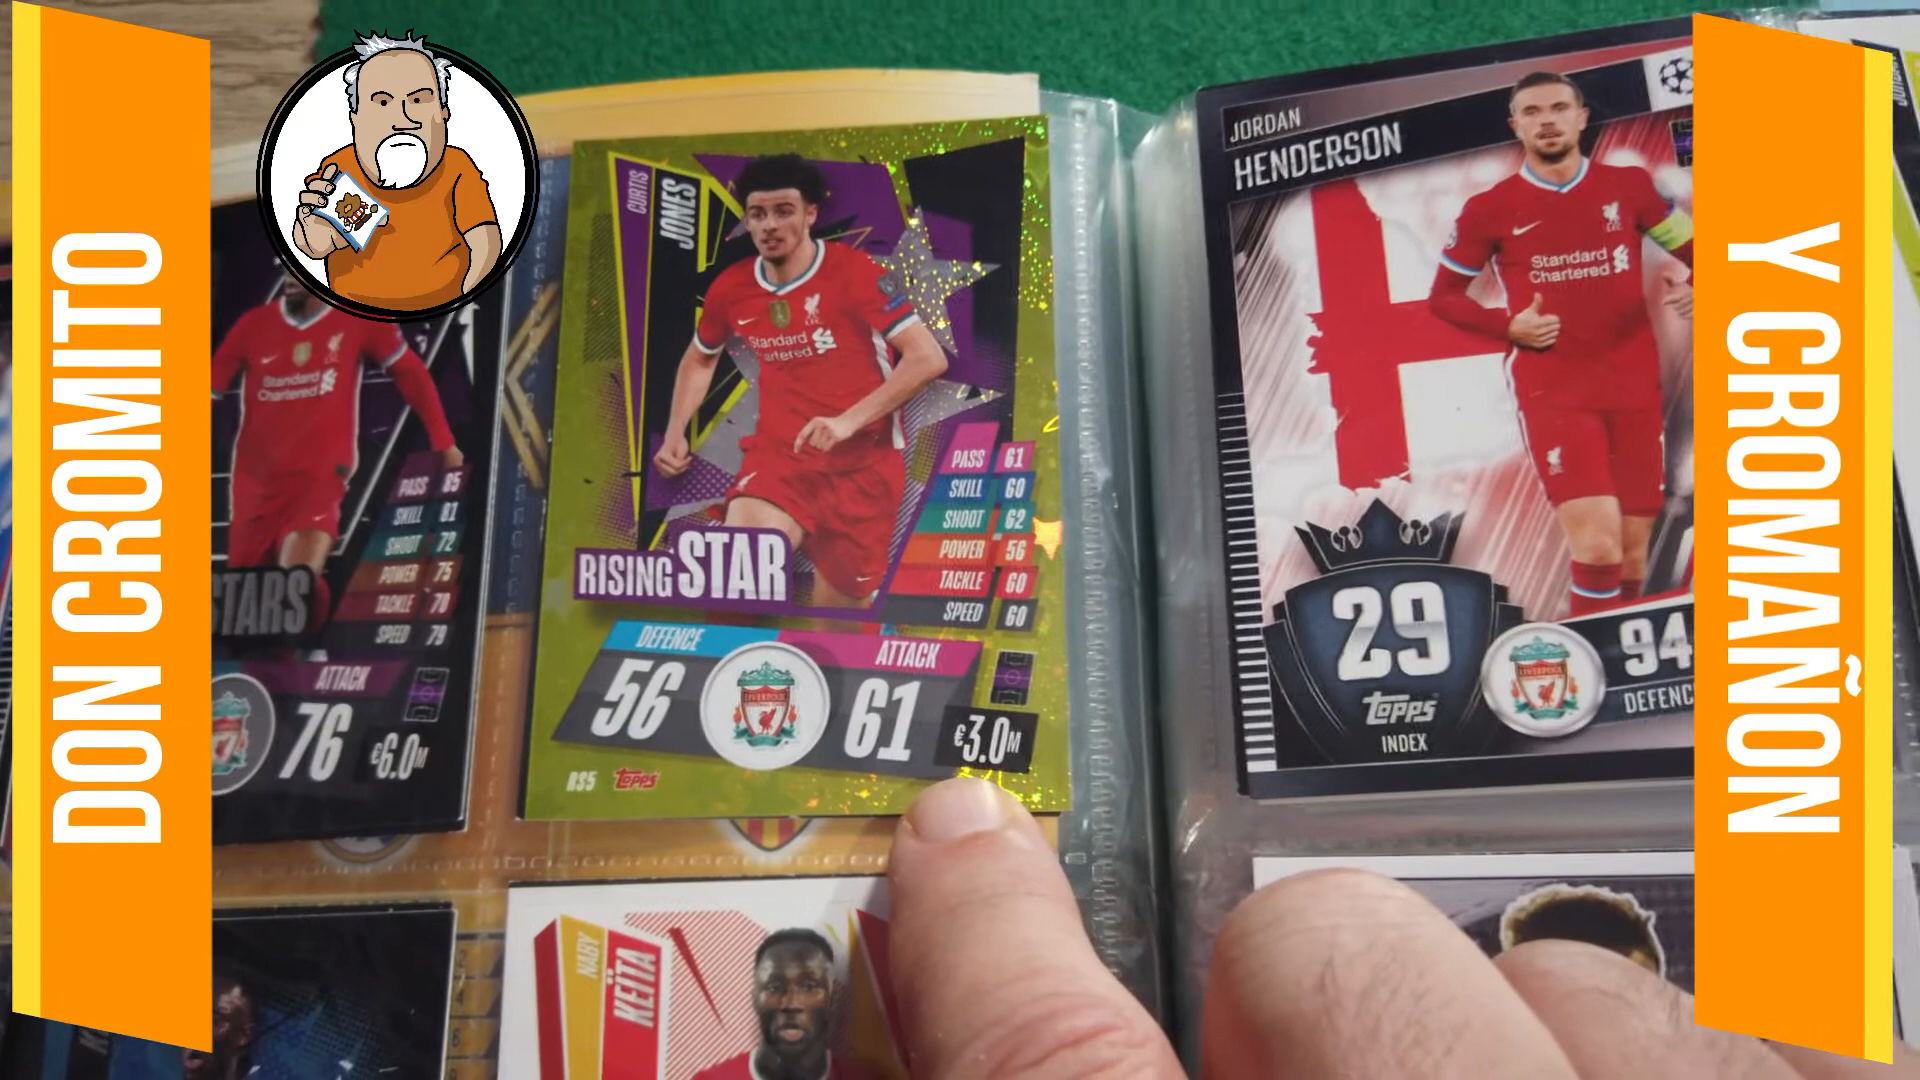 DON CROMITO
Y CROMAÑON
Standard
Chartered
PASS 85
SKILL 81
SHOOT 72
POWER 75
TACKLE 70
SPEED 79
STARS
ATTACK
76
€6.0M
CURTIS
JONES
Standard
Chartered
PASS 61
SKILL 60
SHOOT 62
POWER 56
TACKLE 60
SPEED 60
RISING STAR
DEFENCE
56
ATTACK
61
€3.0M
RS5 Topps
JORDAN
HENDERSON
L.F.C.
Standard
Chartered
29
Topps
INDEX
94
DEFENC
NABY
KEÏTA